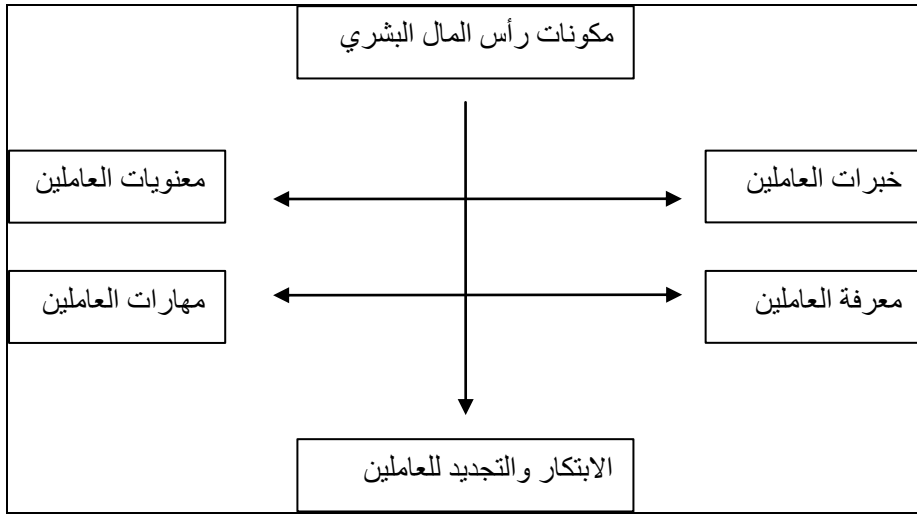 مكونات رأس المال البشري
خبرات العاملين
معنويات العاملين
معرفة العاملين
مهارات العاملين
الابتكار والتجديد للعاملين